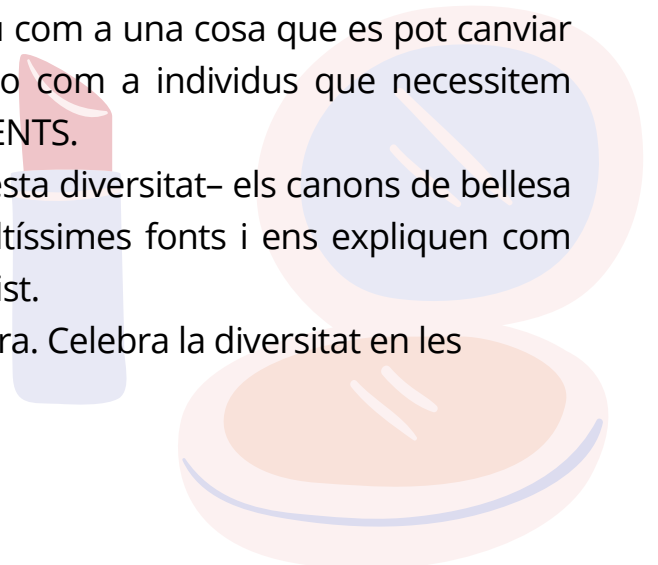 com a una cosa que es pot canviar
com a individus que necessitem
ENTS.
esta diversitat– els canons de bellesa
ltíssimes fonts i ens expliquen com
ist.
ra. Celebra la diversitat en les